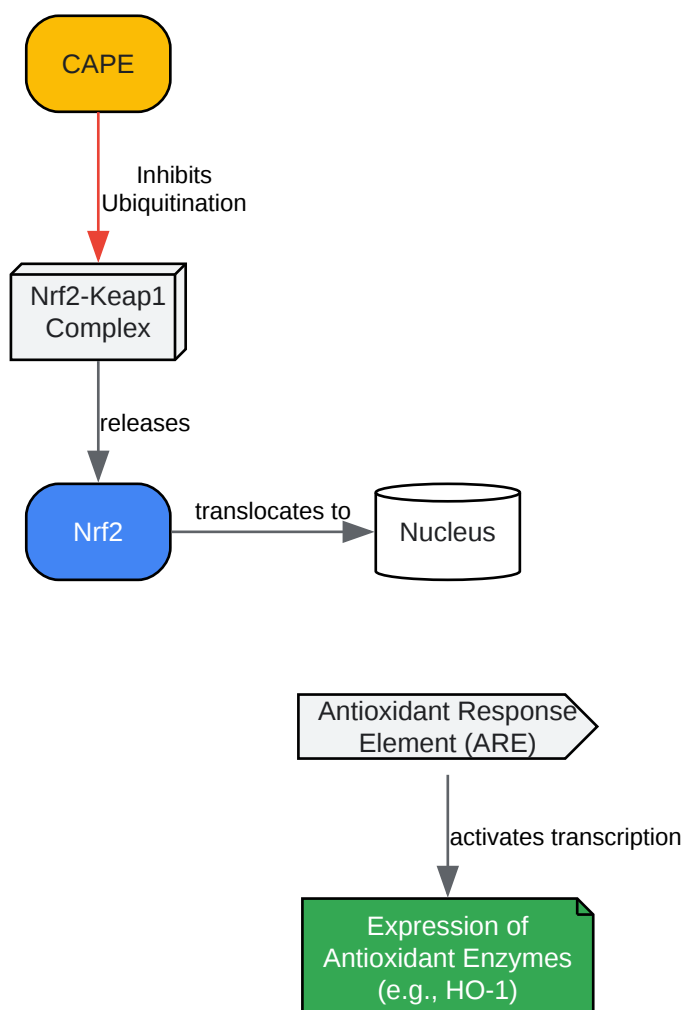 CAPE
Inhibits
Ubiquitination
Nrf2-Keap1
Complex
releases
Nrf2
translocates to
Nucleus
Antioxidant Response
Element (ARE)
activates transcription
Expression of
Antioxidant Enzymes
(e.g., HO-1)